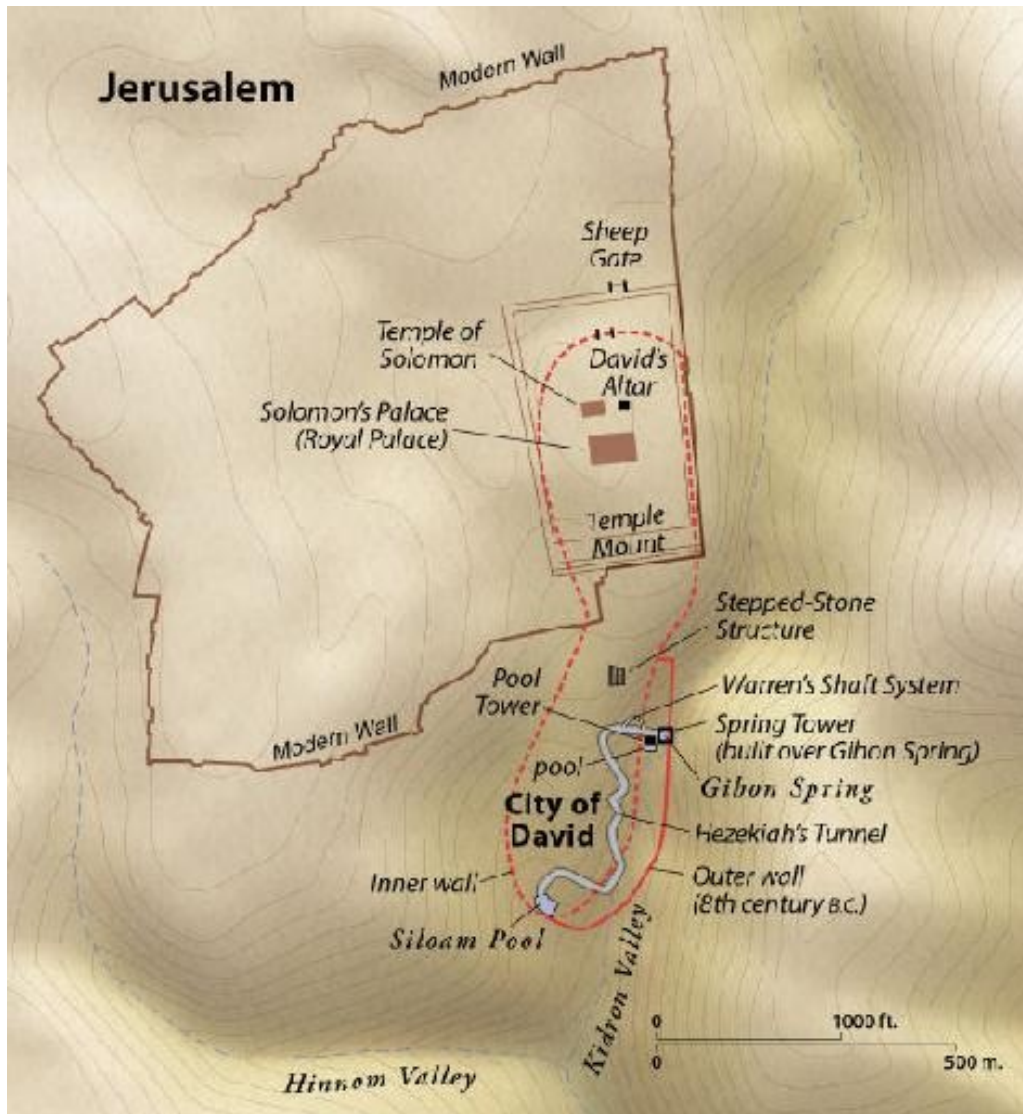 Jerusalem
Modern Wall
Sheep
Gate
Temple of
Solomon
David's
Altar
Solomon's Palace
(Royal Palace)
Temple
Mount
Stepped-Stone
Structure
Pool
Tower
Warren's Shaft System
Spring Tower
(built over Gihon Spring)
pool
Gihon Spring
Modern Wall
City of
David
Hezekiah's Tunnel
Inner wall
Outer wall
(8th century B.C.)
Siloam Pool
Kidron Valley
Hinnom Valley
0
1000 ft.
0
500 m.